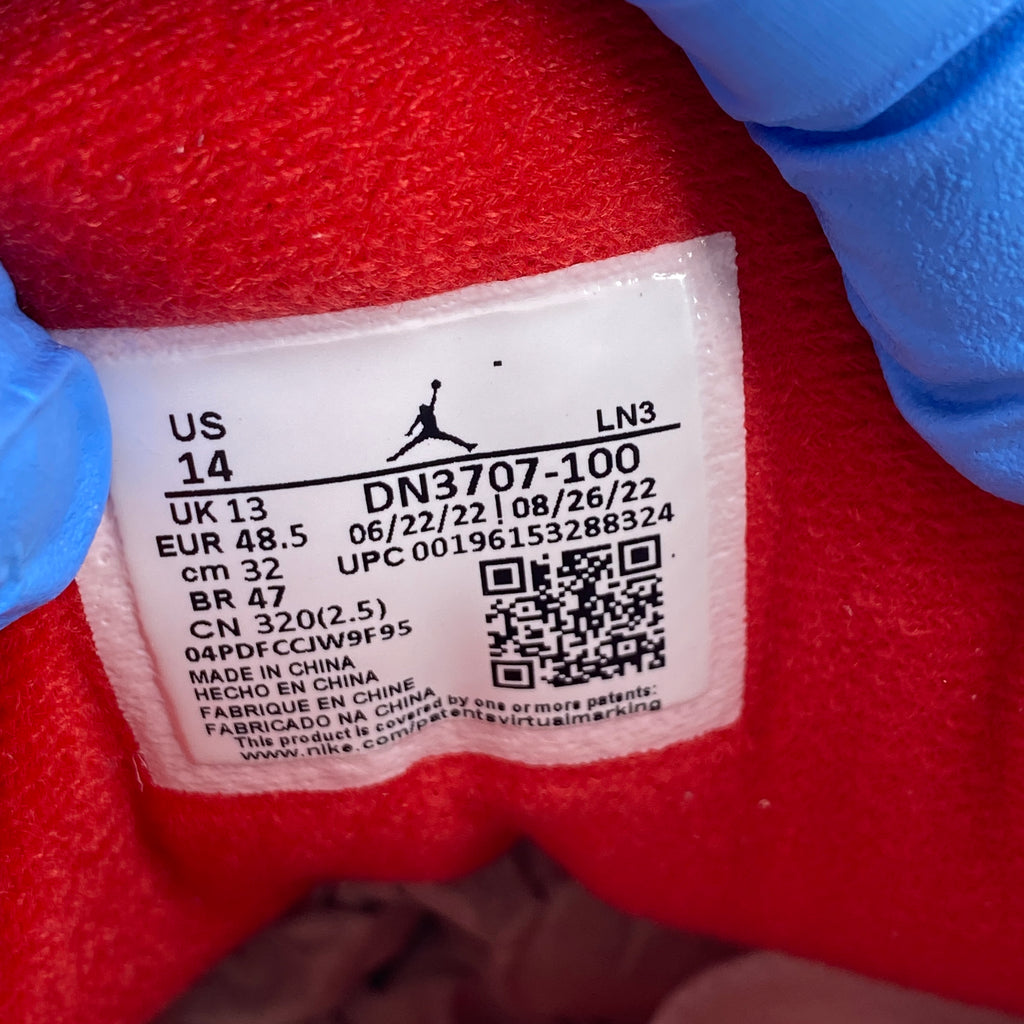 US
14
LN3
UK 13
DN3707-100
EUR 48.5
06/22/22 | 08/26/22
cm 32
UPC 00196153288324
BR 47
CN 320(2.5)
04PDFCCJW9F95
MADE IN CHINA
HECHO EN CHINA
FABRIQUE EN CHINE
FABRICADO NA CHINA
This product is covered by one or more patents:
www.nike.com/patentsvirtualmarking